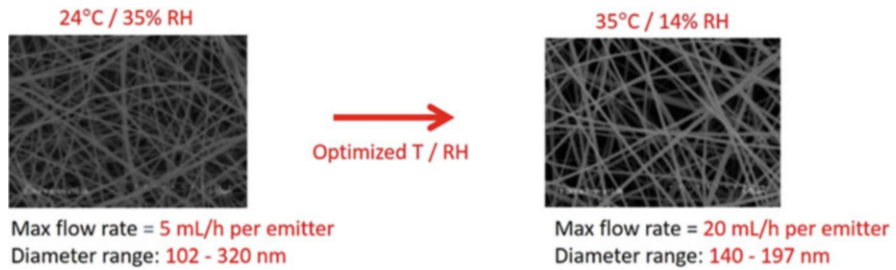 24°C / 35% RH
35°C / 14% RH
Optimized T / RH
Max flow rate = 5 mL/h per emitter
Diameter range: 102 - 320 nm
Max flow rate = 20 mL/h per emitter
Diameter range: 140 - 197 nm